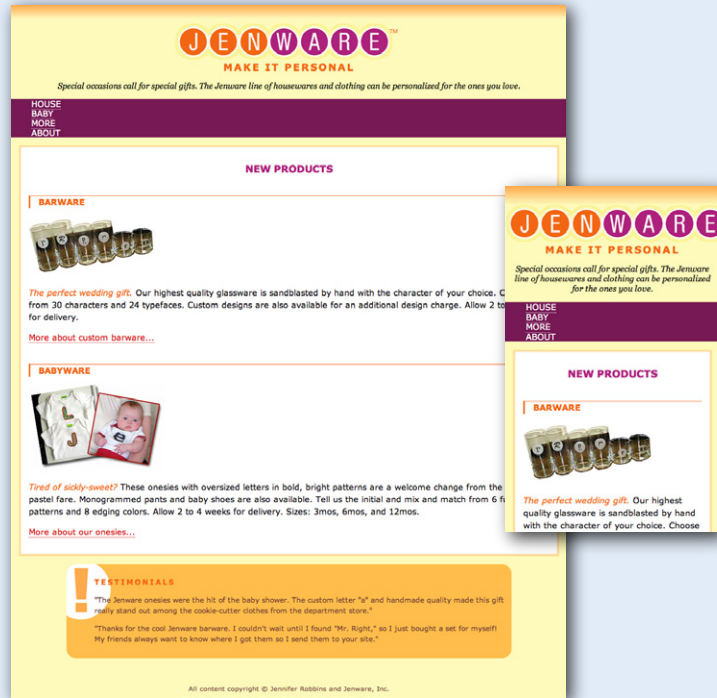 JENWARE™
MAKE IT PERSONAL
Special occasions call for special gifts. The Jenware line of housewares and clothing can be personalized for the ones you love.
HOUSE
BABY
MORE
ABOUT
NEW PRODUCTS
BARWARE
The perfect wedding gift. Our highest quality glassware is sandblasted by hand with the character of your choice.
from 30 characters and 24 typefaces. Custom designs are also available for an additional design charge. Allow 2 to
for delivery.
More about custom barware...
BABYWARE
L
J
e
Tired of sickly-sweet? These onesies with oversized letters in bold, bright patterns are a welcome change from the
pastel fare. Monogrammed pants and baby shoes are also available. Tell us the initial and mix and match from 6
patterns and 8 edging colors. Allow 2 to 4 weeks for delivery. Sizes: 3mos, 6mos, and 12mos.
More about our onesies...
!
TESTIMONIALS
"The Jenware onesies were the hit of the baby shower. The custom letter "a" and handmade quality made this gift
really stand out among the cookie-cutter clothes from the department store."
"Thanks for the cool Jenware barware. I couldn't wait until I found "Mr. Right," so I just bought a set for myself!
My friends always want to know where I got them so I send them to your site."
All content copyright © Jennifer Robbins and Jenware, Inc.
JENWARE
MAKE IT PERSONAL
Special occasions call for special gifts. The Jenware
line of housewares and clothing can be personalized
for the ones you love.
HOUSE
BABY
MORE
ABOUT
NEW PRODUCTS
BARWARE
The perfect wedding gift. Our highest
quality glassware is sandblasted by hand
with the character of your choice. Choose